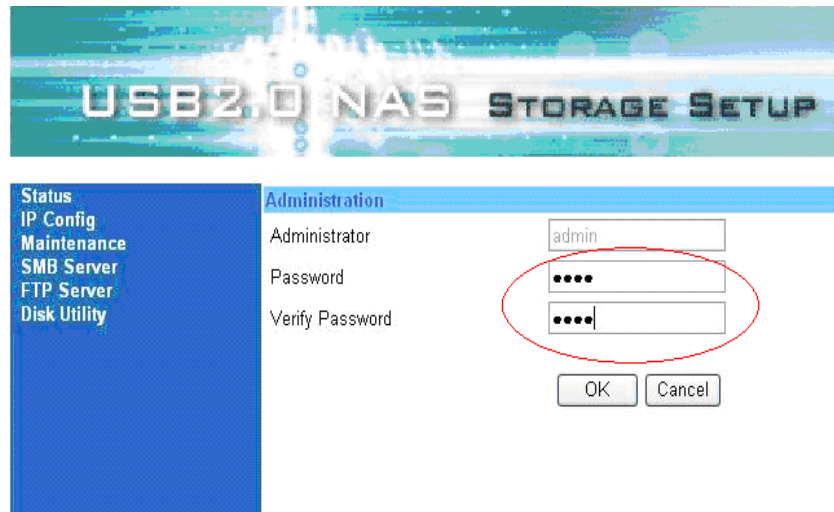 USB2.0 NAS STORAGE SETUP
Status
IP Config
Maintenance
SMB Server
FTP Server
Disk Utility
Administration
Administrator admin
Password ••••
Verify Password ••••
OK Cancel